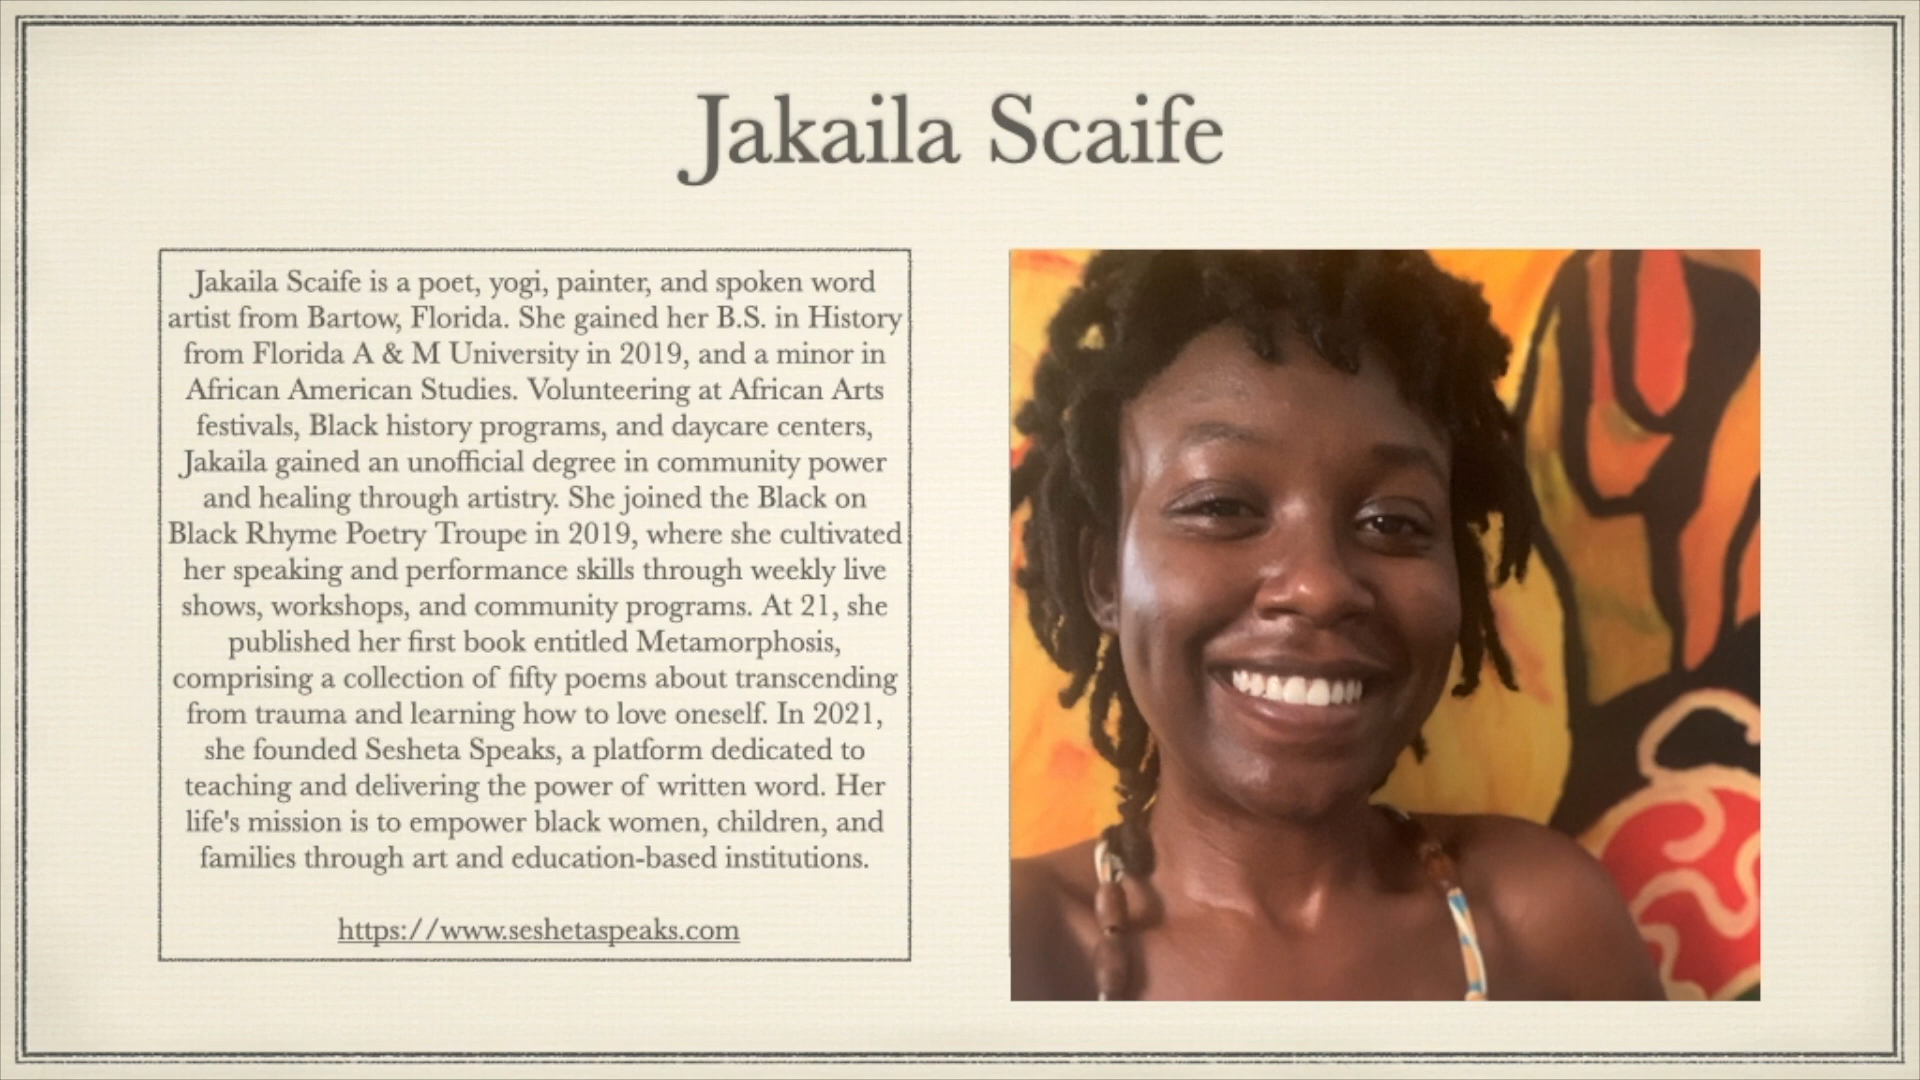 Jakaila Scaife
Jakaila Scaife is a poet, yogi, painter, and spoken word
artist from Bartow, Florida. She gained her B.S. in History
from Florida A & M University in 2019, and a minor in
African American Studies. Volunteering at African Arts
festivals, Black history programs, and daycare centers,
Jakaila gained an unofficial degree in community power
and healing through artistry. She joined the Black on
Black Rhyme Poetry Troupe in 2019, where she cultivated
her speaking and performance skills through weekly live
shows, workshops, and community programs. At 21, she
published her first book entitled Metamorphosis,
comprising a collection of fifty poems about transcending
from trauma and learning how to love oneself. In 2021,
she founded Sesheta Speaks, a platform dedicated to
teaching and delivering the power of written word. Her
life's mission is to empower black women, children, and
families through art and education-based institutions.
https://www.seshetaspeaks.com